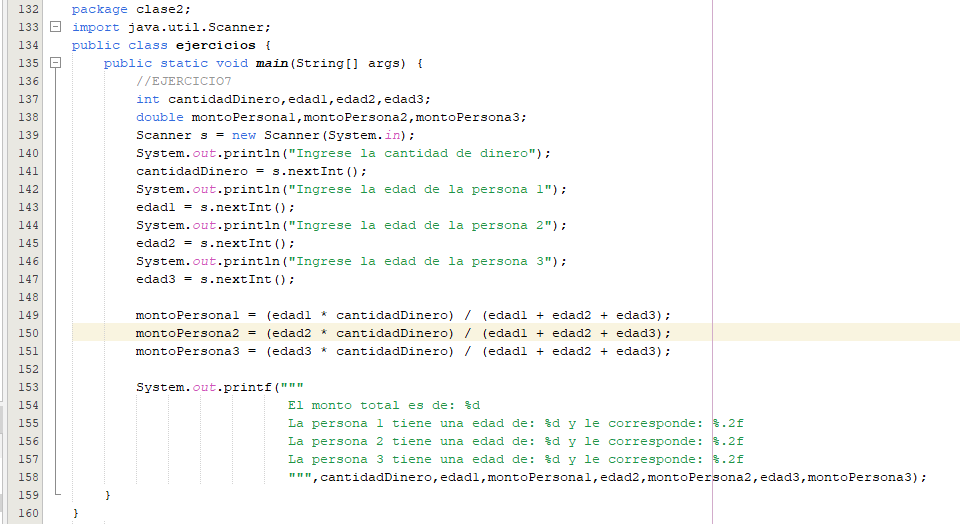 132 package clase2;
133 import java.util.Scanner;
134 public class ejercicios {
135     public static void main(String[] args) {
136         //EJERCICIO7
137         int cantidadDinero,edad1,edad2,edad3;
138         double montoPersona1,montoPersona2,montoPersona3;
139         Scanner s = new Scanner(System.in);
140         System.out.println("Ingrese la cantidad de dinero");
141         cantidadDinero = s.nextInt();
142         System.out.println("Ingrese la edad de la persona 1");
143         edad1 = s.nextInt();
144         System.out.println("Ingrese la edad de la persona 2");
145         edad2 = s.nextInt();
146         System.out.println("Ingrese la edad de la persona 3");
147         edad3 = s.nextInt();
148
149         montoPersona1 = (edad1 * cantidadDinero) / (edad1 + edad2 + edad3);
150         montoPersona2 = (edad2 * cantidadDinero) / (edad1 + edad2 + edad3);
151         montoPersona3 = (edad3 * cantidadDinero) / (edad1 + edad2 + edad3);
152
153         System.out.printf("""
154                            El monto total es de: %d
155                            La persona 1 tiene una edad de: %d y le corresponde: %.2f
156                            La persona 2 tiene una edad de: %d y le corresponde: %.2f
157                            La persona 3 tiene una edad de: %d y le corresponde: %.2f
158                            """,cantidadDinero,edad1,montoPersona1,edad2,montoPersona2,edad3,montoPersona3);
159     }
160 }